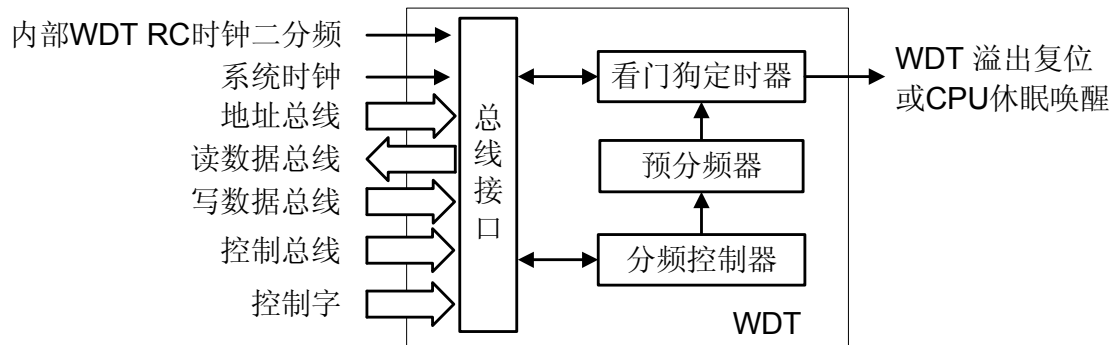 内部WDT RC时钟二分频
系统时钟
地址总线
读数据总线
写数据总线
控制总线
控制字
总线接口
看门狗定时器
预分频器
分频控制器
WDT
WDT 溢出复位
或CPU休眠唤醒